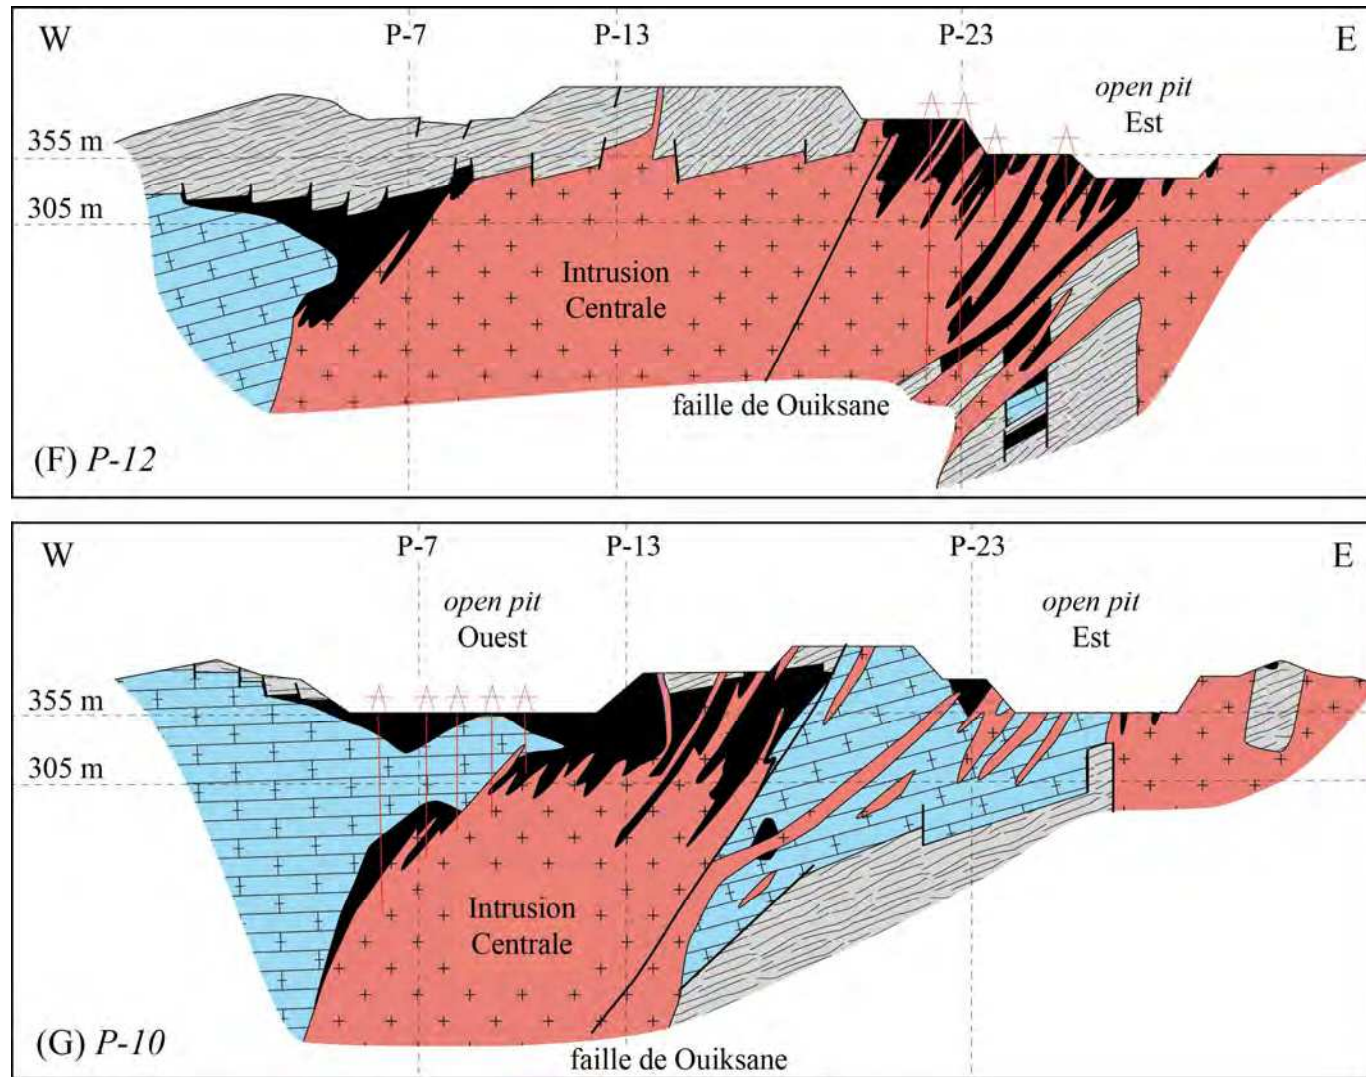 W P-7 P-13 P-23 E
open pit
Est
355 m
305 m
Intrusion
Centrale
faille de Ouiksane
(F) P-12
W P-7 P-13 P-23 E
open pit
Ouest
open pit
Est
355 m
305 m
Intrusion
Centrale
(G) P-10
faille de Ouiksane